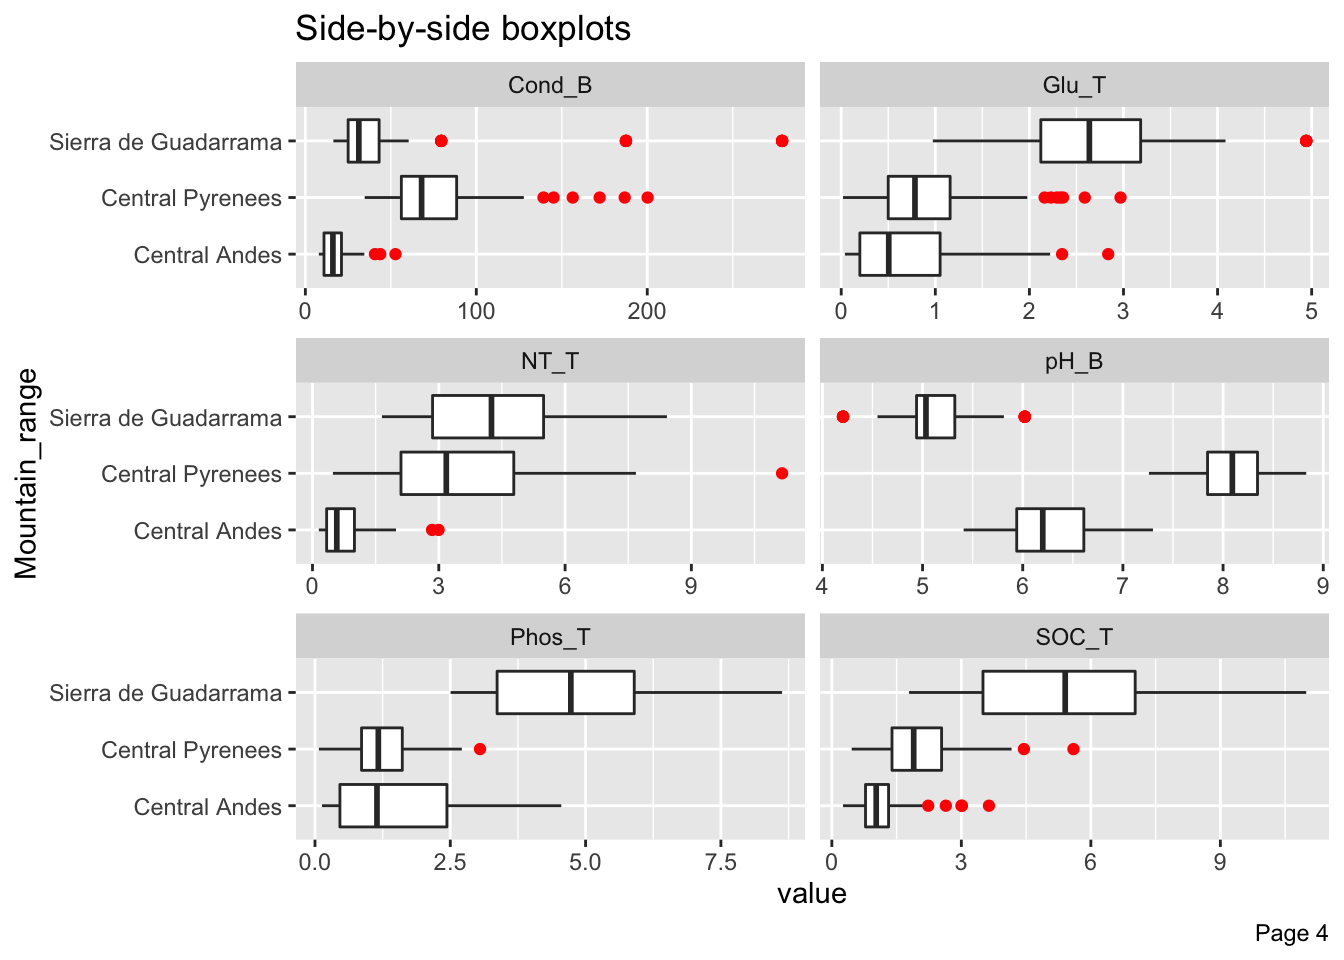 Side-by-side boxplots
Cond_B
Glu_T
Sierra de Guadarrama
Central Pyrenees
Central Andes
0 100 200
0 1 2 3 4 5
NT_T
pH_B
Mountain_range
Sierra de Guadarrama
Central Pyrenees
Central Andes
0 3 6 9
4 5 6 7 8 9
Phos_T
SOC_T
Sierra de Guadarrama
Central Pyrenees
Central Andes
0.0 2.5 5.0 7.5
0 3 6 9
value
Page 4